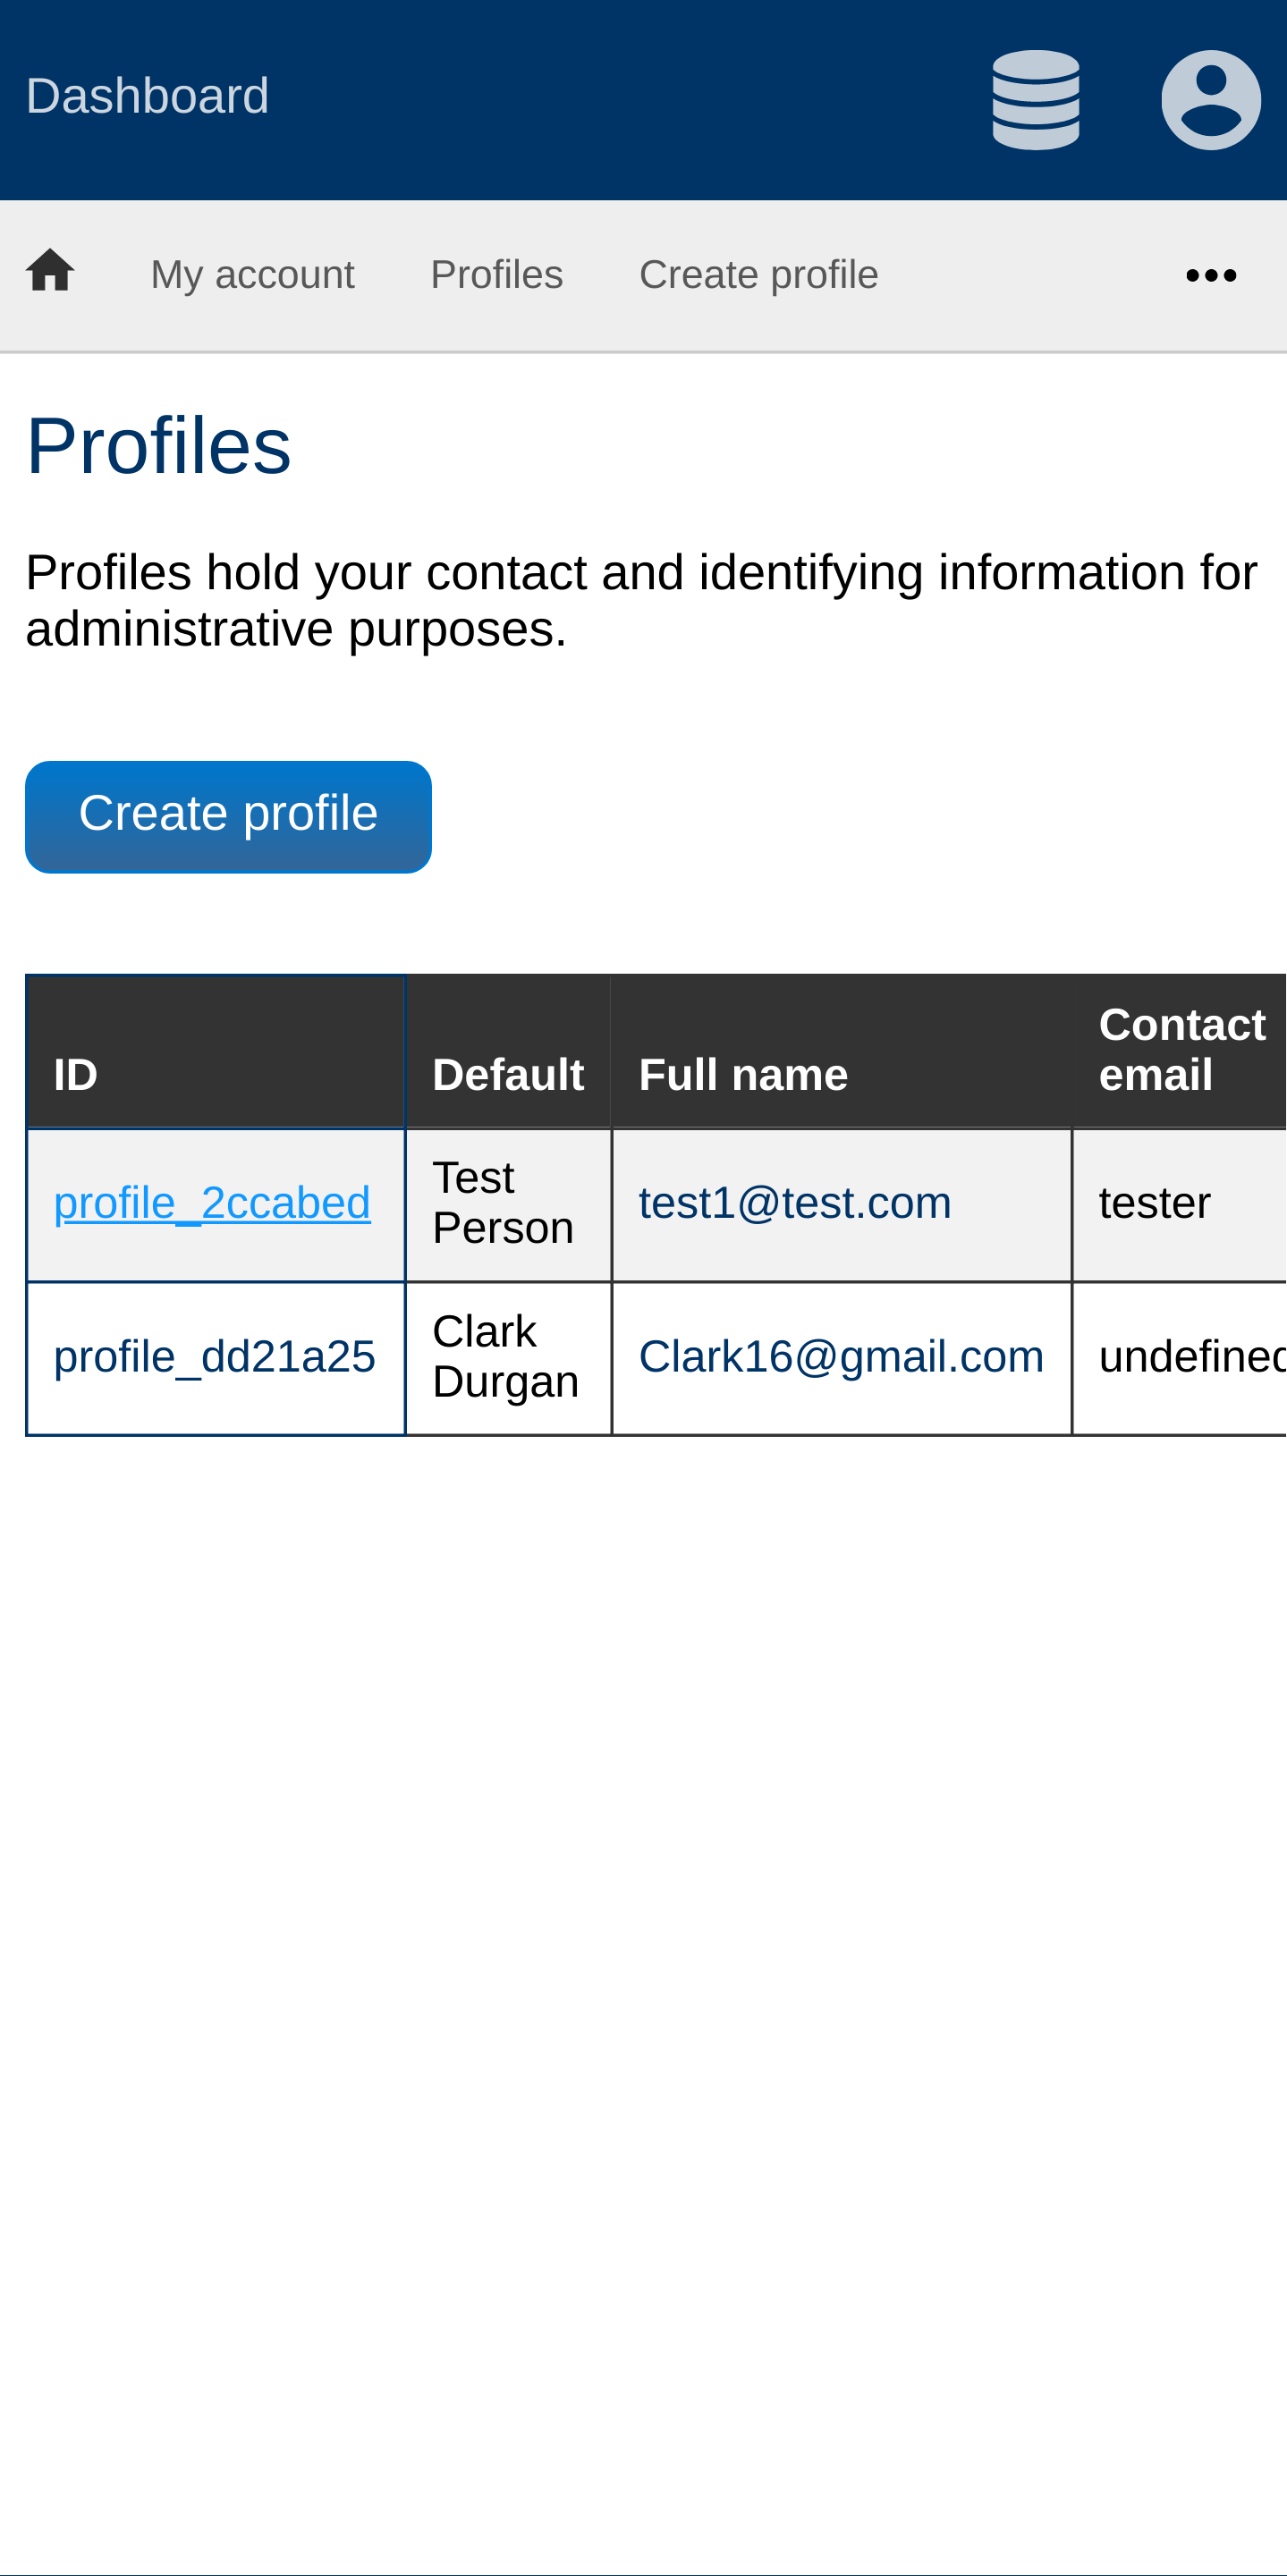 Dashboard
My account Profiles Create profile
Profiles
Profiles hold your contact and identifying information for
administrative purposes.
Create profile
ID Default Full name Contact email
profile_2ccabed Test Person test1@test.com tester
profile_dd21a25 Clark Durgan Clark16@gmail.com undefined